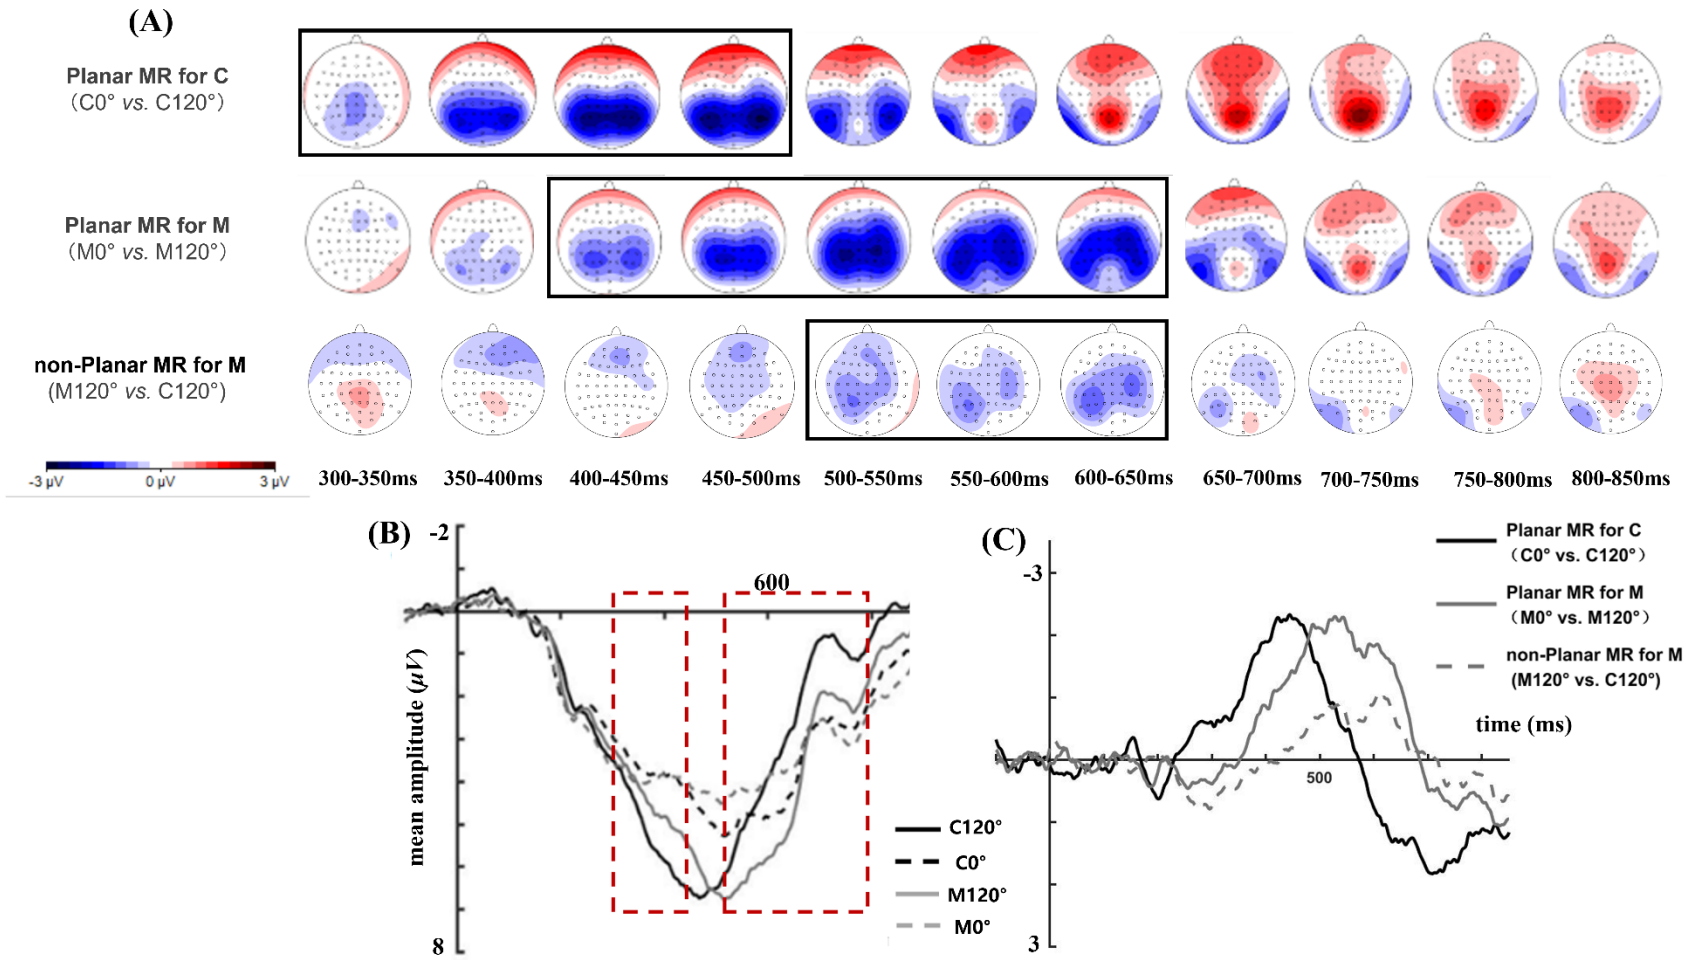 (A)
Planar MR for C
(C0° vs. C120°)
Planar MR for M
(M0° vs. M120°)
non-Planar MR for M
(M120° vs. C120°)
-3 µV 0 µV 3 µV
300-350ms 350-400ms 400-450ms 450-500ms 500-550ms 550-600ms 600-650ms 650-700ms 700-750ms 750-800ms 800-850ms
(B)
-2
600
mean amplitude (µV)
8
C120°
C0°
M120°
M0°
(C)
-3
Planar MR for C
(C0° vs. C120°)
Planar MR for M
(M0° vs. M120°)
non-Planar MR for M
(M120° vs. C120°)
time (ms)
500
3